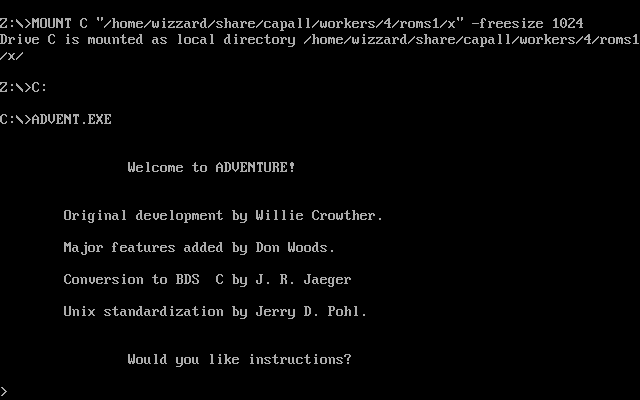 Z:\>MOUNT C "/home/wizzard/share/capall/workers/4/roms1/x" -freesize 1024
Drive C is mounted as local directory /home/wizzard/share/capall/workers/4/roms1
/x/
Z:\>C:
C:\>ADVENT.EXE
Welcome to ADVENTURE!
Original development by Willie Crowther.
Major features added by Don Woods.
Conversion to BDS  C by J. R. Jaeger
Unix standardization by Jerry D. Pohl.
Would you like instructions?
>